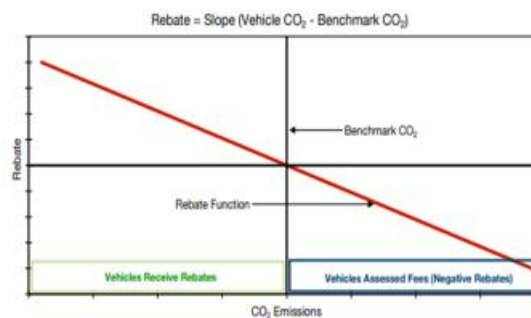 Rebate = Slope (Vehicle CO₂ - Benchmark CO₂)
Rebate
Benchmark CO₂
Rebate Function
Vehicles Receive Rebates
Vehicles Assessed Fees (Negative Rebates)
CO₂ Emissions